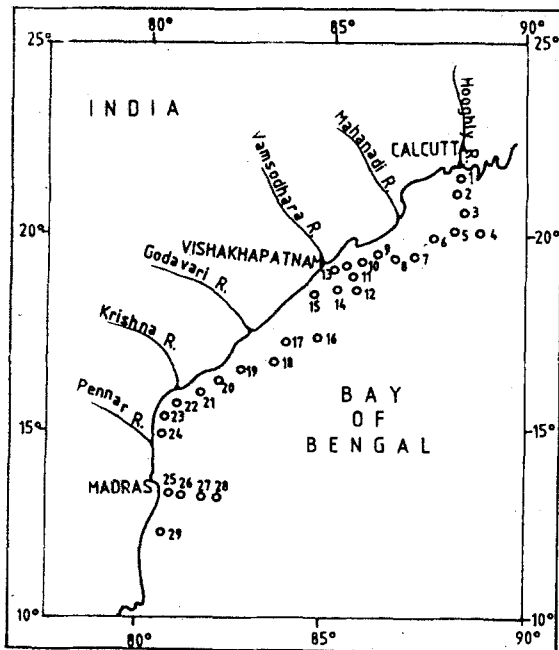 80° 85° 90°
25° 25°
INDIA
Hooghly R.
CALCUTT
Mahanadi R.
Vamsodhara R.
1
2
3
4
5
6
20° 20°
VISHAKHAPATNAM
7
8
9
10
11
12
13
14
15
Godavari R.
16
17
18
19
20
Krishna R.
21
22
23
24
Pennar R.
BAY
OF
BENGAL
15° 15°
MADRAS
25 26 27 28
29
10° 10°
80° 85° 90°